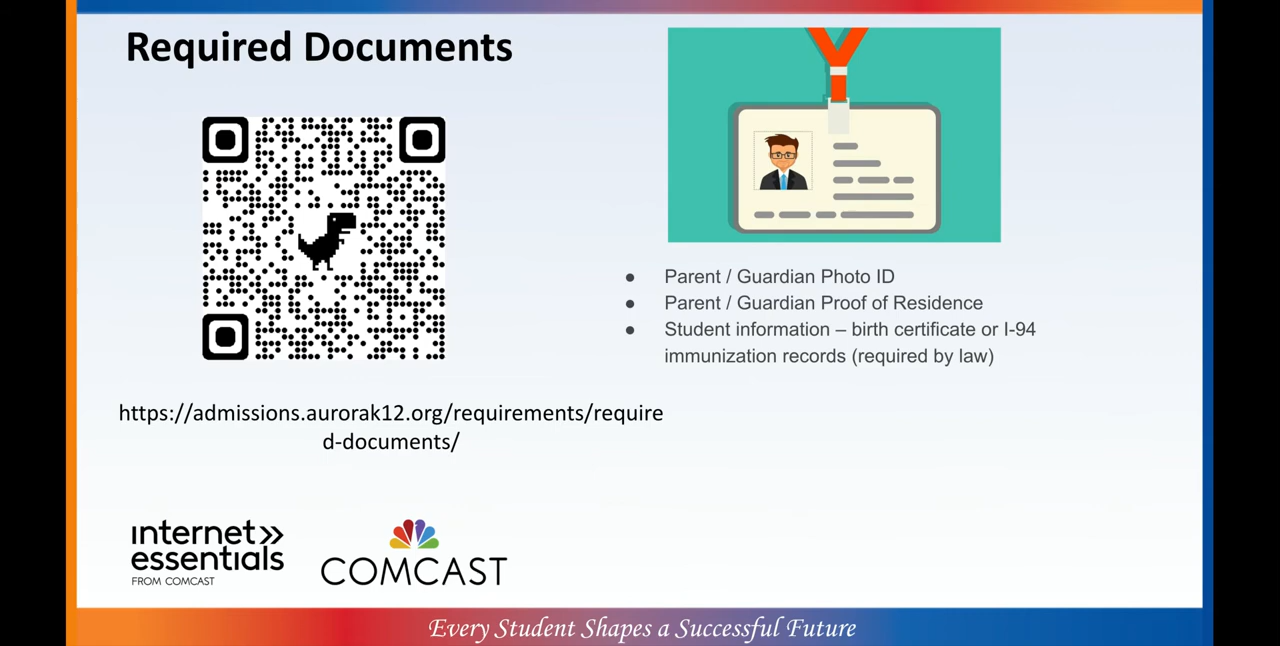 Required Documents
● Parent / Guardian Photo ID
● Parent / Guardian Proof of Residence
● Student information – birth certificate or I-94
immunization records (required by law)
https://admissions.aurorak12.org/requirements/require
d-documents/
internet
essentials
FROM COMCAST
COMCAST
Every Student Shapes a Successful Future